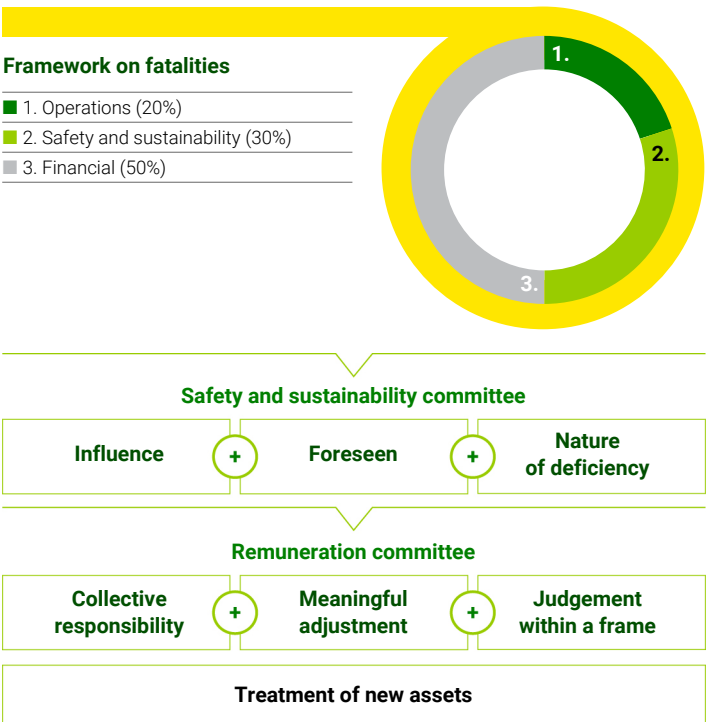 Framework on fatalities
1. Operations (20%)
2. Safety and sustainability (30%)
3. Financial (50%)
1.
2.
3.
Safety and sustainability committee
Influence
+
Foreseen
+
Nature
of deficiency
Remuneration committee
Collective
responsibility
+
Meaningful
adjustment
+
Judgement
within a frame
Treatment of new assets